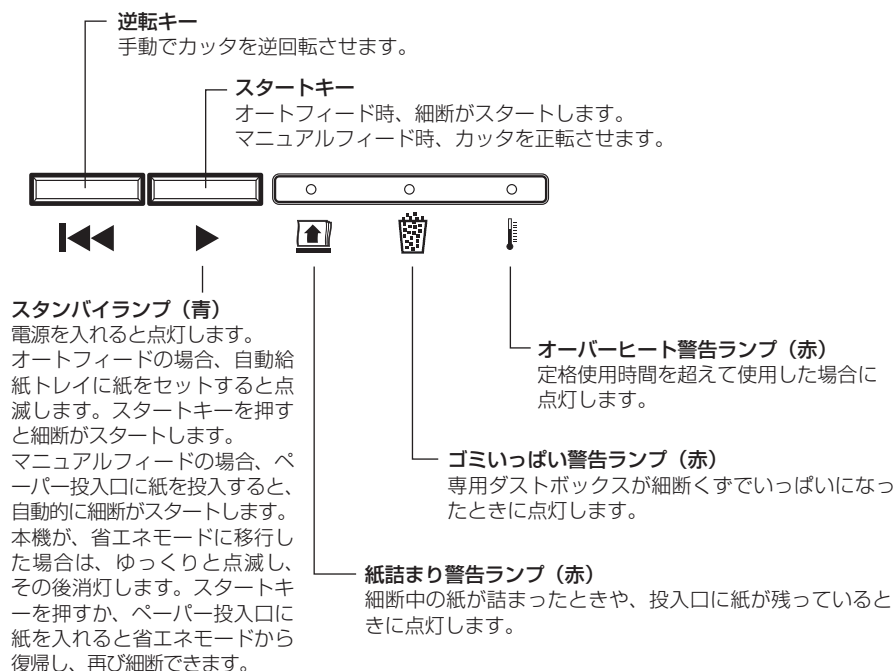 逆転キー
手動でカッタを逆回転させます。
スタートキー
オートフィード時、細断がスタートします。
マニュアルフィード時、カッタを正転させます。
スタンバイランプ（青）
電源を入れると点灯します。
オートフィードの場合、自動給
紙トレイに紙をセットすると点
滅します。スタートキーを押す
と細断がスタートします。
マニュアルフィードの場合、ペ
ーパー投入口に紙を投入すると、
自動的に細断がスタートします。
本機が、省エネモードに移行し
た場合は、ゆっくりと点滅し、
その後消灯します。スタートキ
ーを押すか、ペーパー投入口に
紙を入れると省エネモードから
復帰し、再び細断できます。
オーバーヒート警告ランプ（赤）
定格使用時間を超えて使用した場合に
点灯します。
ゴミいっぱい警告ランプ（赤）
専用ダストボックスが細断くずでいっぱいになっ
たときに点灯します。
紙詰まり警告ランプ（赤）
細断中の紙が詰まったときや、投入口に紙が残っていると
きに点灯します。